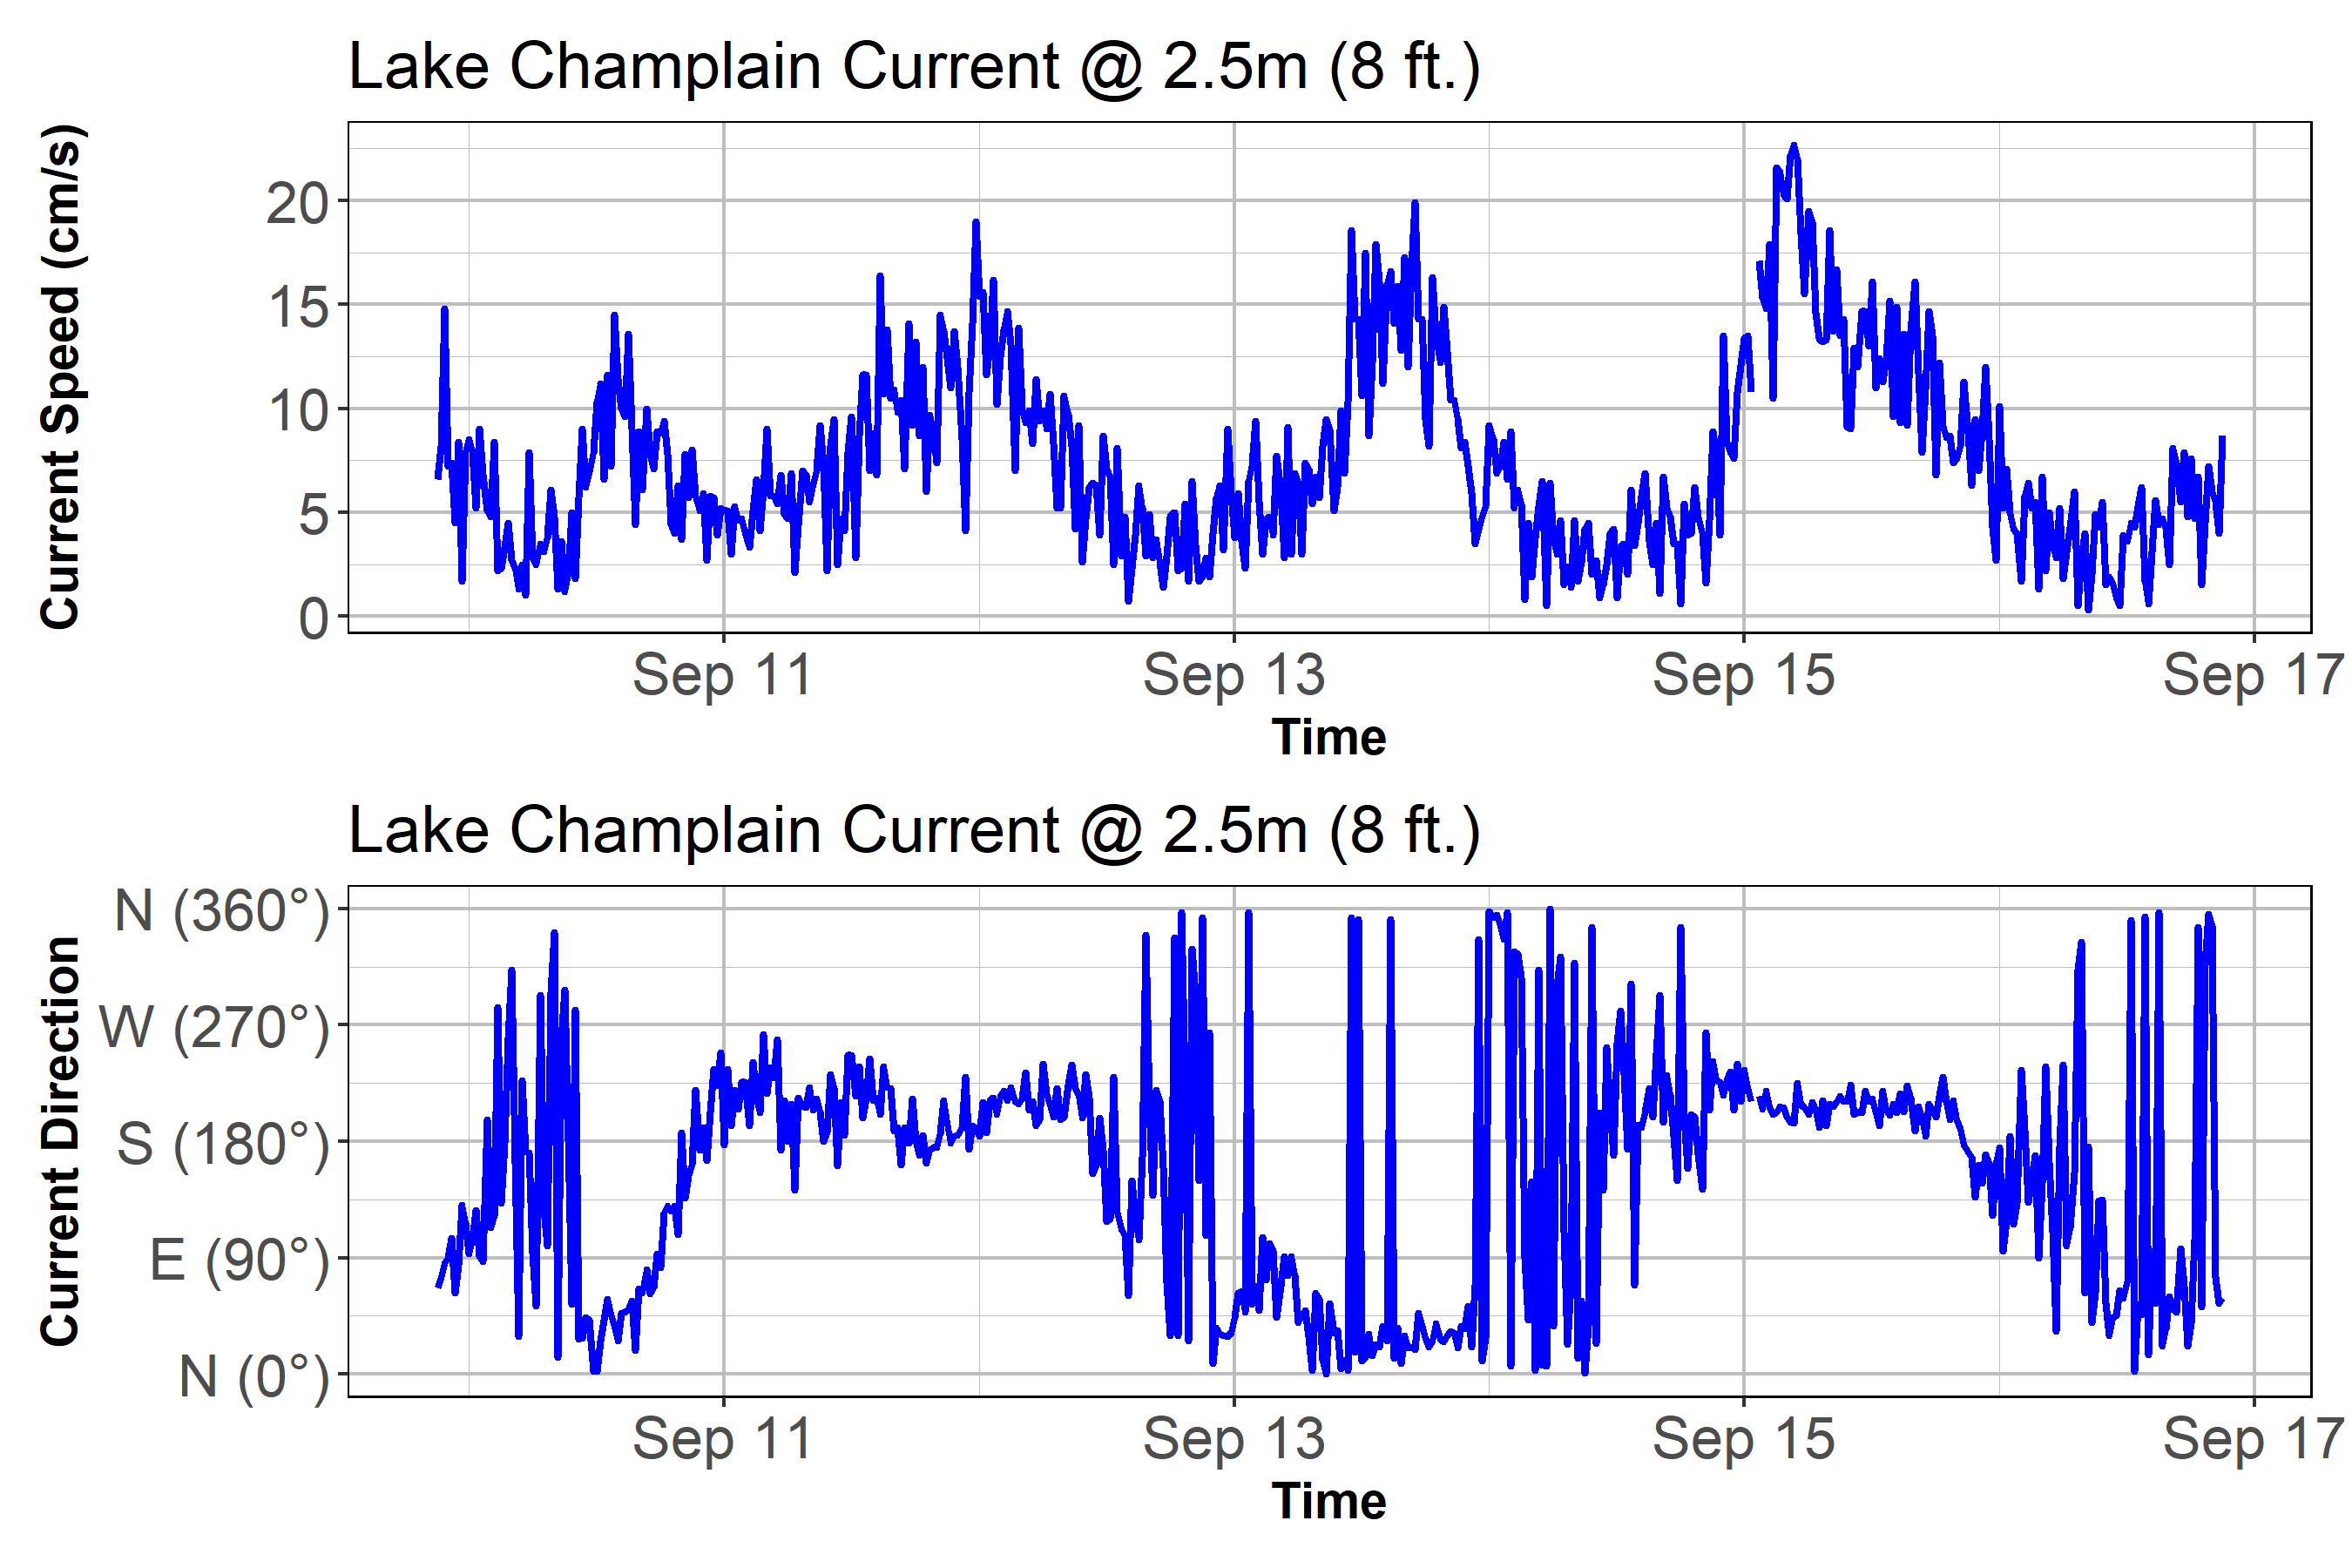 Lake Champlain Current @ 2.5m (8 ft.)
Current Speed (cm/s)
20
15
10
5
0
Sep 11 Sep 13 Sep 15 Sep 17
Time
Lake Champlain Current @ 2.5m (8 ft.)
Current Direction
N (360°)
W (270°)
S (180°)
E (90°)
N (0°)
Sep 11 Sep 13 Sep 15 Sep 17
Time